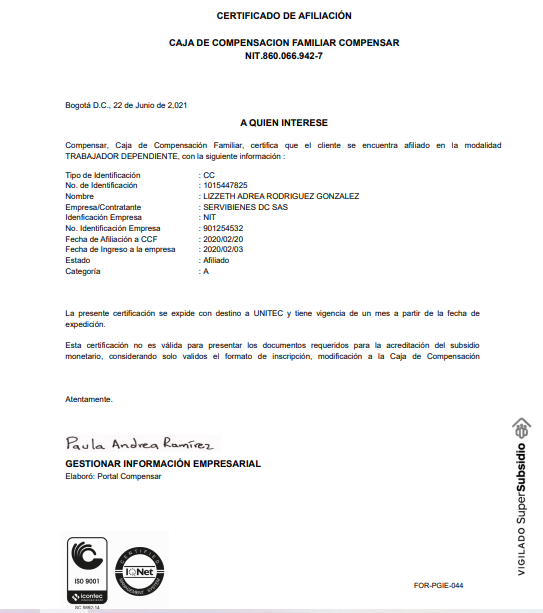 CERTIFICADO DE AFILIACIÓN
CAJA DE COMPENSACION FAMILIAR COMPENSAR
NIT.860.066.942-7
Bogotá D.C., 22 de Junio de 2,021
A QUIEN INTERESE
Compensar, Caja de Compensación Familiar, certifica que el cliente se encuentra afiliado en la modalidad
TRABAJADOR DEPENDIENTE, con la siguiente información :
Tipo de Identificación : CC
No. de Identificación : 1015447825
Nombre : LIZZETH ADREA RODRIGUEZ GONZALEZ
Empresa/Contratante : SERVIBIENES DC SAS
Idenficación Empresa : NIT
No. Identificación Empresa : 901254532
Fecha de Afiliación a CCF : 2020/02/20
Fecha de Ingreso a la empresa : 2020/02/03
Estado : Afiliado
Categoría : A
La presente certificación se expide con destino a UNITEC y tiene vigencia de un mes a partir de la fecha de
expedición.
Esta certificación no es válida para presentar los documentos requeridos para la acreditación del subsidio
monetario, considerando solo validos el formato de inscripción, modificación a la Caja de Compensación
Atentamente.
Paula Andrea Ramírez
GESTIONAR INFORMACIÓN EMPRESARIAL
Elaboró: Portal Compensar
VIGILADO SuperSubsidio
ISO 9001
icontec
CERTIFIED
IQNet
MANAGEMENT SYSTEM
FOR-PGIE-044